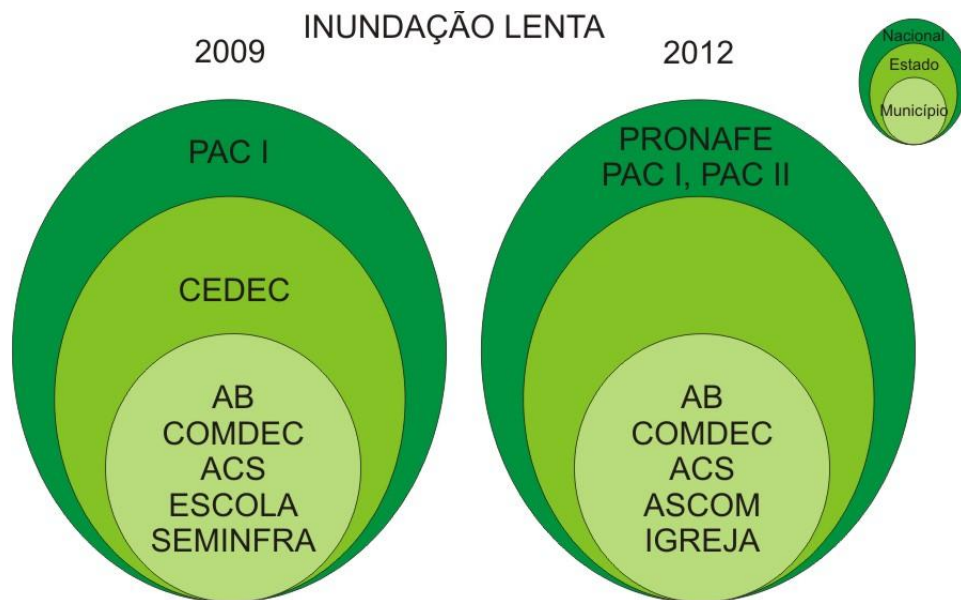 INUNDAÇÃO LENTA
2009
2012
PAC I
CEDEC
AB
COMDEC
ACS
ESCOLA
SEMINFRA
PRONAFE
PAC I, PAC II
AB
COMDEC
ACS
ASCOM
IGREJA
Nacional
Estado
Município